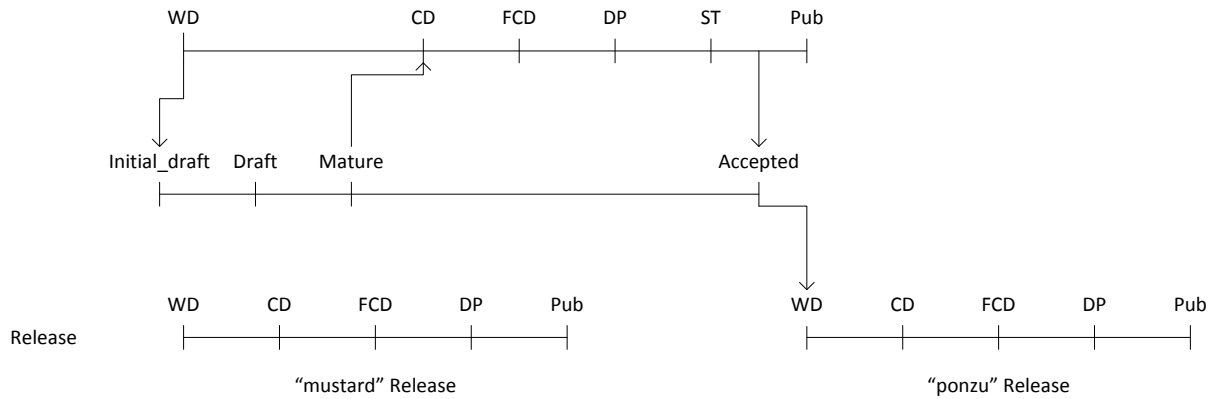 WD CD FCD DP ST Pub
Initial_draft Draft Mature Accepted
WD CD FCD DP Pub WD CD FCD DP Pub
Release
“mustard” Release “ponzu” Release